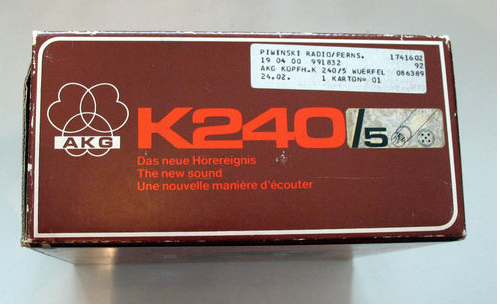 PIWINSKI RADIO/FERNS. 1741602
19 04 00 991832 92
AKG KOPFH.K 240/5 WUERFEL 086389
24.02. 1 KARTON= 01
AKG
K240/5
Das neue Hörereignis
The new sound
Une nouvelle manière d'écouter